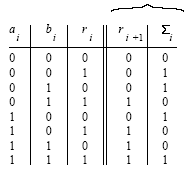 a_i b_i r_i r_{i+1} Σ_i
0 0 0 0 0
0 0 1 0 1
0 1 0 0 1
0 1 1 1 0
1 0 0 0 1
1 0 1 1 0
1 1 0 1 0
1 1 1 1 1